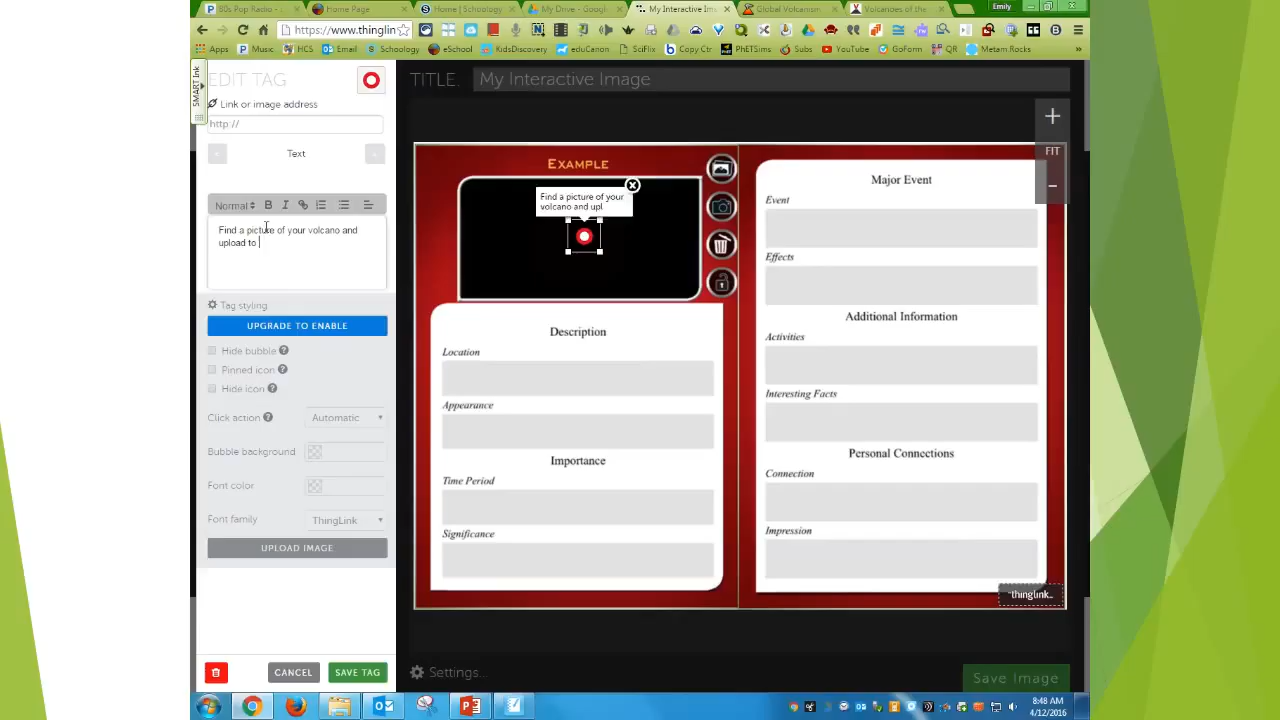 80s Pop Radio -
Home Page
Home | Schoology
My Drive - Google
My Interactive Ima
Global Volcanism
Volcanoes of the
Emily
https://www.thinglin
Apps
Music
HCS
Email
Schoology
eSchool
KidsDiscovery
eduCanon
SciFlix
Copy Ctr
PHETSims
Subs
YouTube
GoForm
QR
Metam.Rocks
SMART Ink
EDIT TAG
Link or image address
http://
Text
Normal
B
I
Find a picture of your volcano and
upload to
Tag styling
UPGRADE TO ENABLE
Hide bubble
Pinned icon
Hide icon
Click action
Automatic
Bubble background
Font color
Font family
ThingLink
UPLOAD IMAGE
CANCEL
SAVE TAG
TITLE.
My Interactive Image
FIT
EXAMPLE
Find a picture of your
volcano and upl
Description
Location
Appearance
Importance
Time Period
Significance
Major Event
Event
Effects
Additional Information
Activities
Interesting Facts
Personal Connections
Connection
Impression
thinglink..
Settings...
Save Image
8:48 AM
4/12/2016